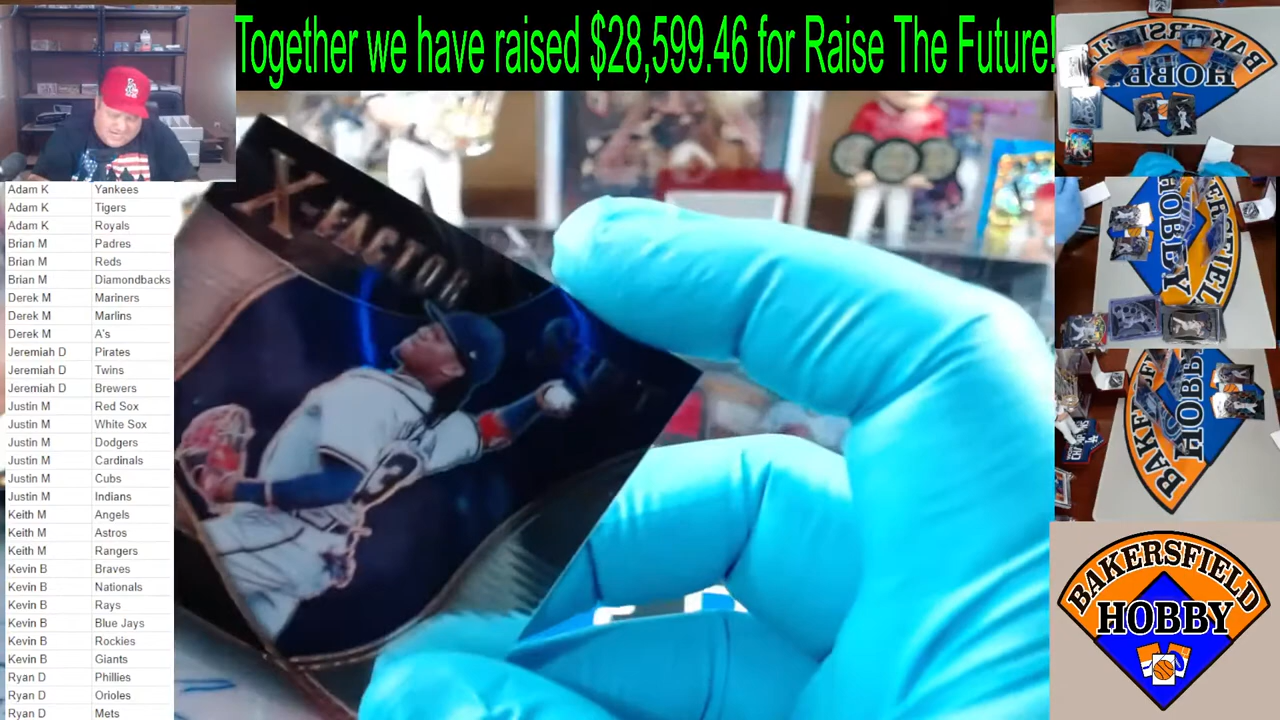 Together we have raised $28,599.46 for Raise The Future!
Adam K Yankees
Adam K Tigers
Adam K Royals
Brian M Padres
Brian M Reds
Brian M Diamondbacks
Derek M Mariners
Derek M Marlins
Derek M A's
Jeremiah D Pirates
Jeremiah D Twins
Jeremiah D Brewers
Justin M Red Sox
Justin M White Sox
Justin M Dodgers
Justin M Cardinals
Justin M Cubs
Justin M Indians
Keith M Angels
Keith M Astros
Keith M Rangers
Kevin B Braves
Kevin B Nationals
Kevin B Rays
Kevin B Blue Jays
Kevin B Rockies
Kevin B Giants
Ryan D Phillies
Ryan D Orioles
Ryan D Mets
X-FACTOR
13
BAKERSFIELD
HOBBY
HOBBY
BAKERSFIELD
HOBBY